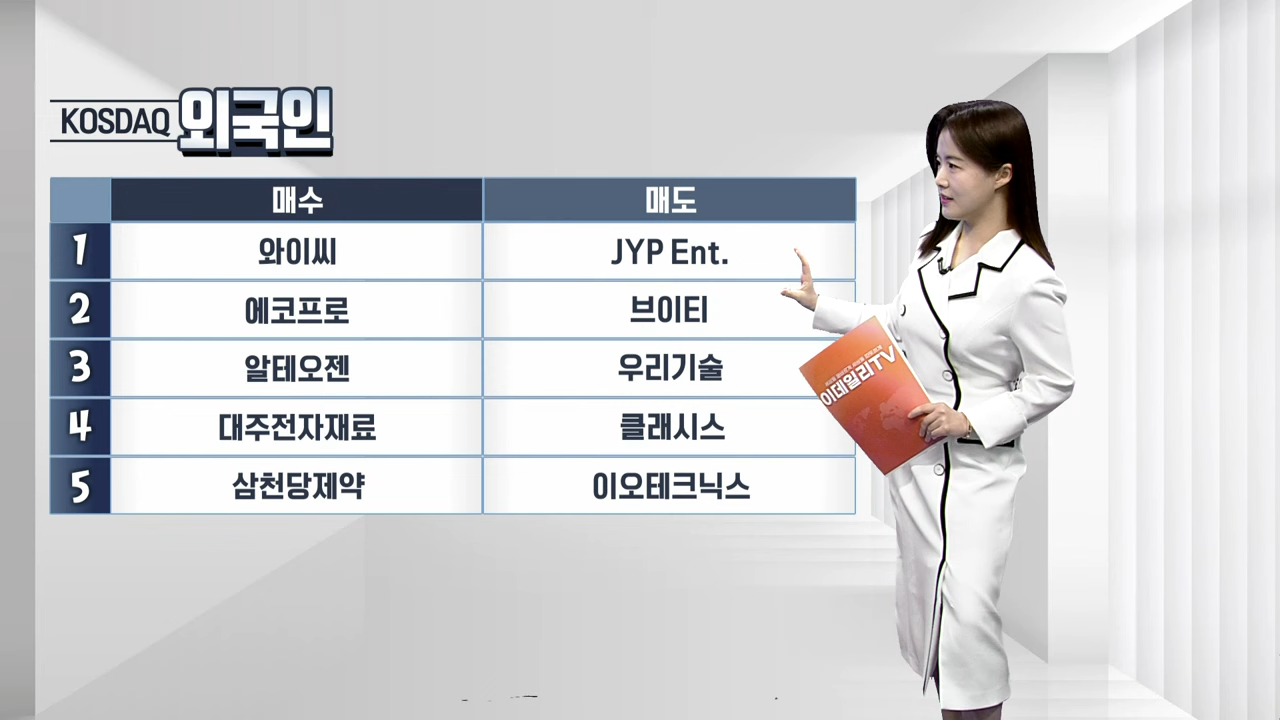 KOSDAQ 외국인
매수 매도
1 와이씨 JYP Ent.
2 에코프로 브이티
3 알테오젠 우리기술
4 대주전자재료 클래시스
5 삼천당제약 이오테크닉스
이데일리TV